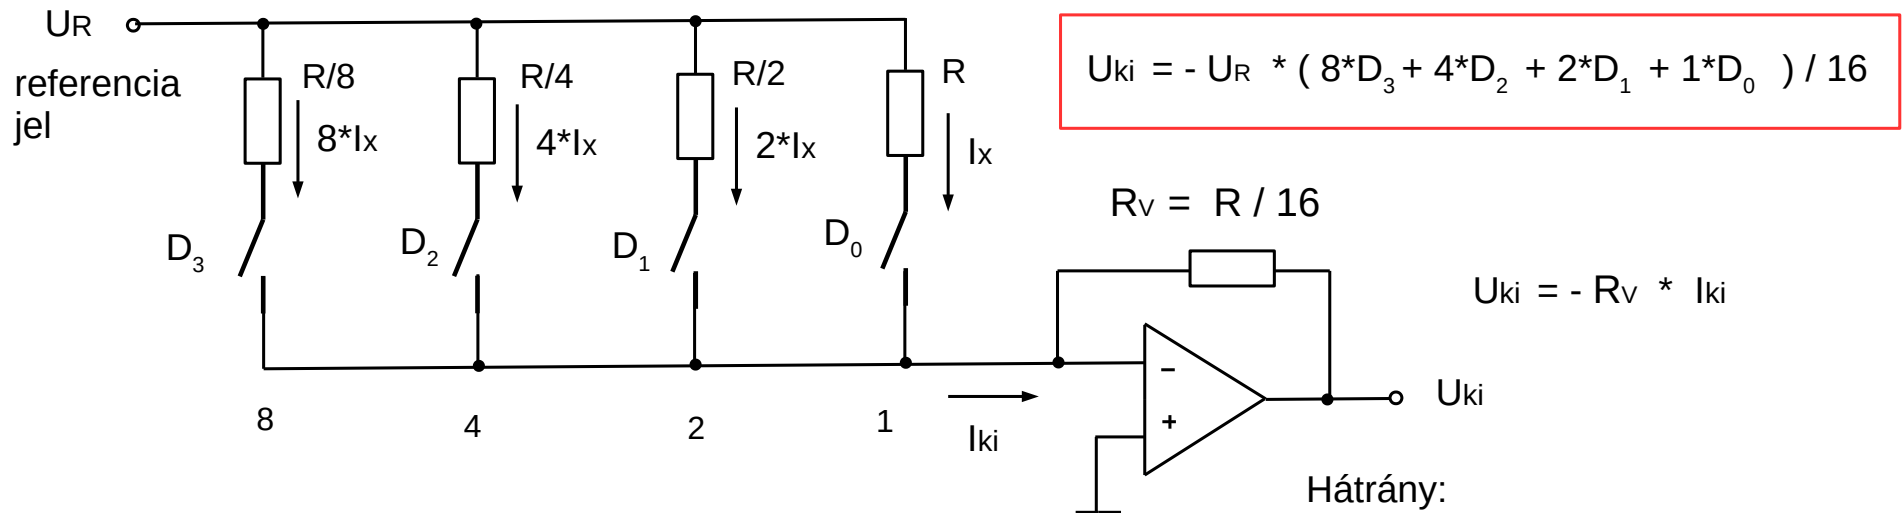 UR
referencia
jel
R/8
8*Ix
D3
R/4
4*Ix
D2
R/2
2*Ix
D1
R
Ix
D0
Uki = - UR * ( 8*D3 + 4*D2 + 2*D1 + 1*D0 ) / 16
RV = R / 16
Uki = - RV * Iki
8
4
2
1
Iki
–
+
Uki
Hátrány: